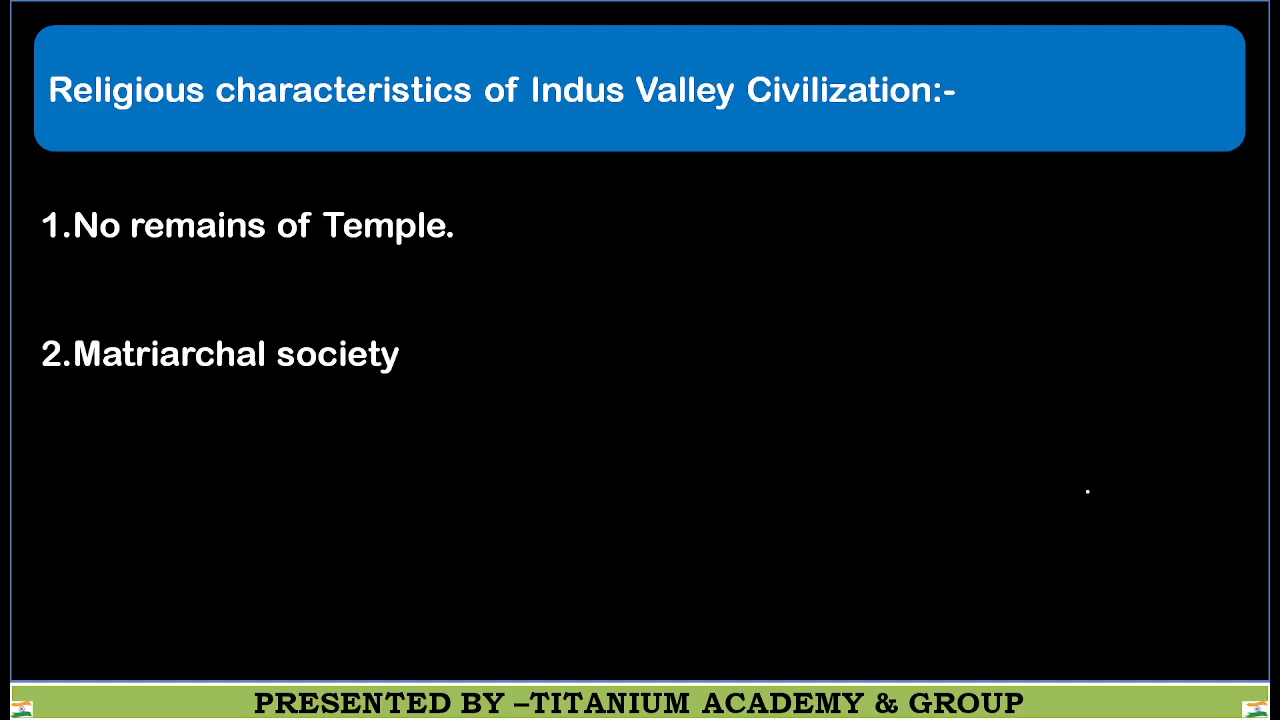 Religious characteristics of Indus Valley Civilization:-
1.No remains of Temple.
2.Matriarchal society
.
PRESENTED BY –TITANIUM ACADEMY & GROUP